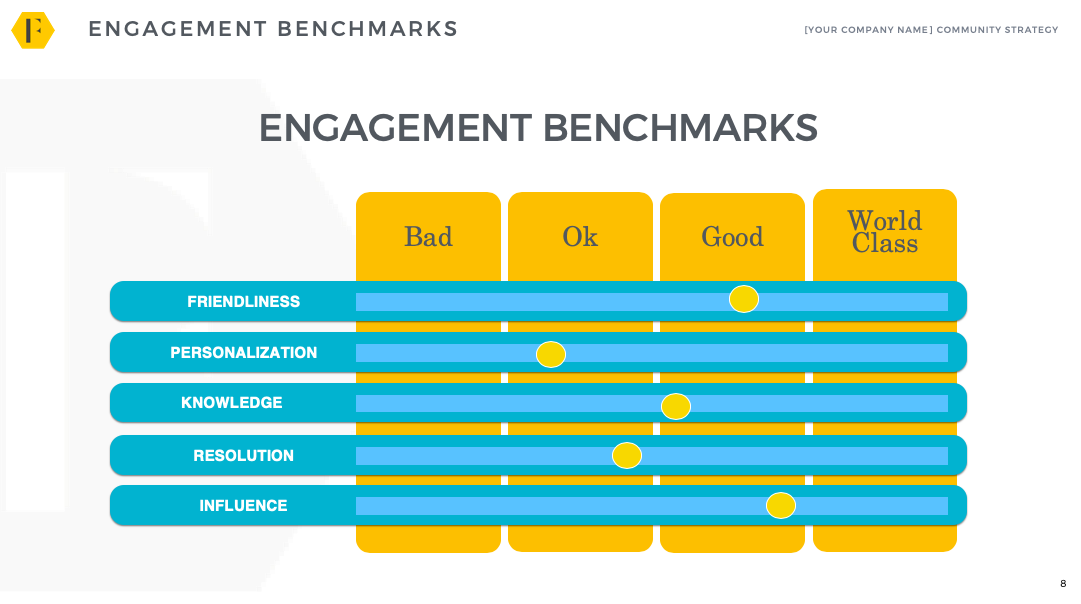 F
ENGAGEMENT BENCHMARKS
[YOUR COMPANY NAME] COMMUNITY STRATEGY
ENGAGEMENT BENCHMARKS
Bad
Ok
Good
World
Class
FRIENDLINESS
PERSONALIZATION
KNOWLEDGE
RESOLUTION
INFLUENCE
8